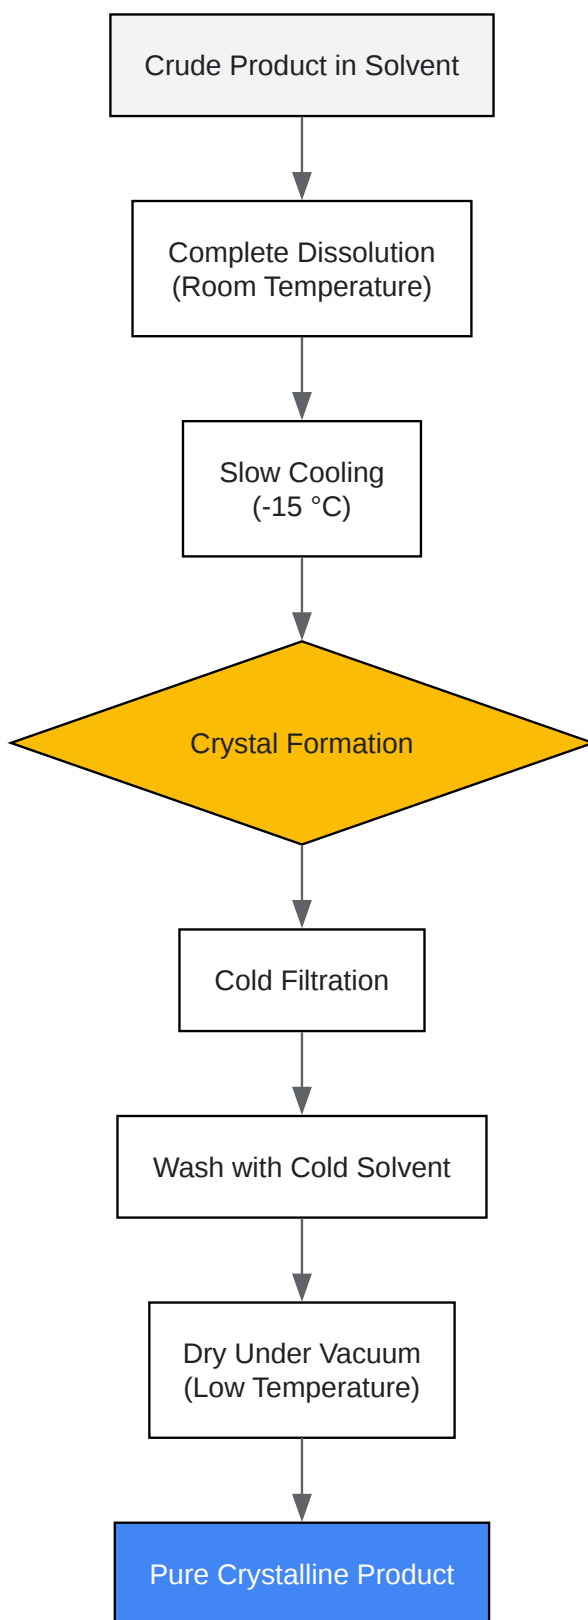 Crude Product in Solvent
Complete Dissolution
(Room Temperature)
Slow Cooling
(-15 °C)
Crystal Formation
Cold Filtration
Wash with Cold Solvent
Dry Under Vacuum
(Low Temperature)
Pure Crystalline Product